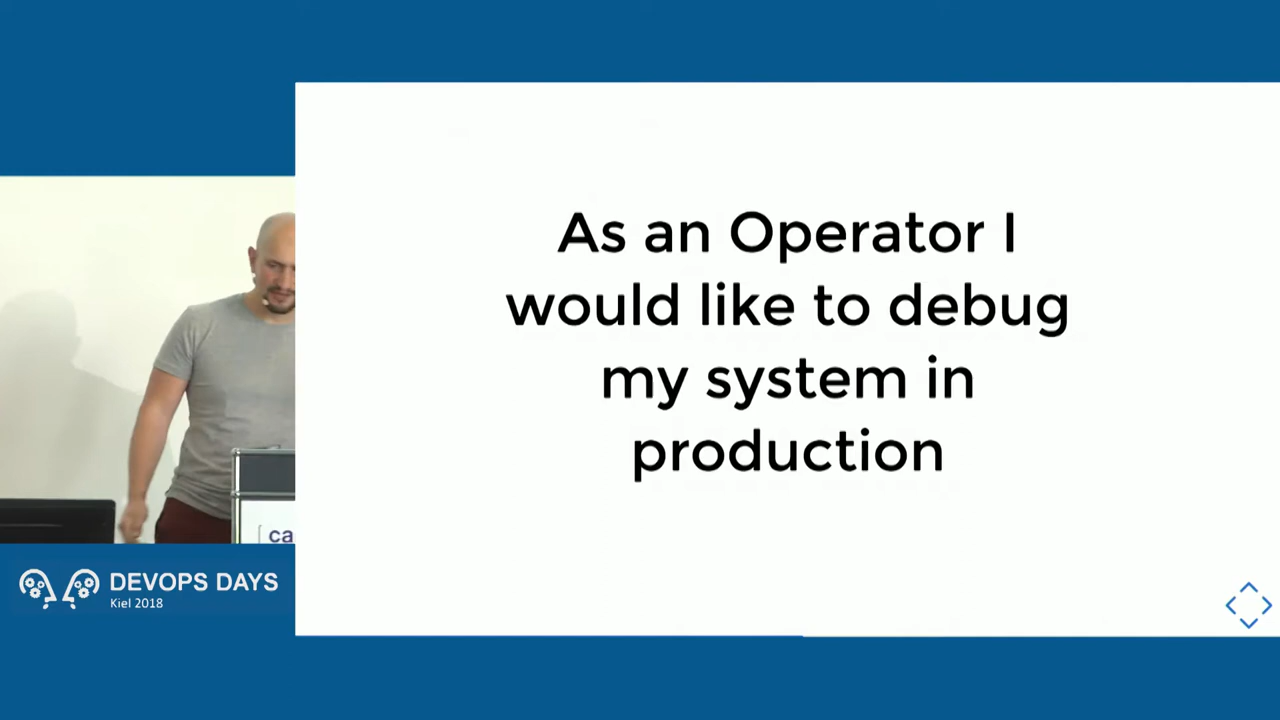 As an Operator I
would like to debug
my system in
production
ca
DEVOPS DAYS
Kiel 2018